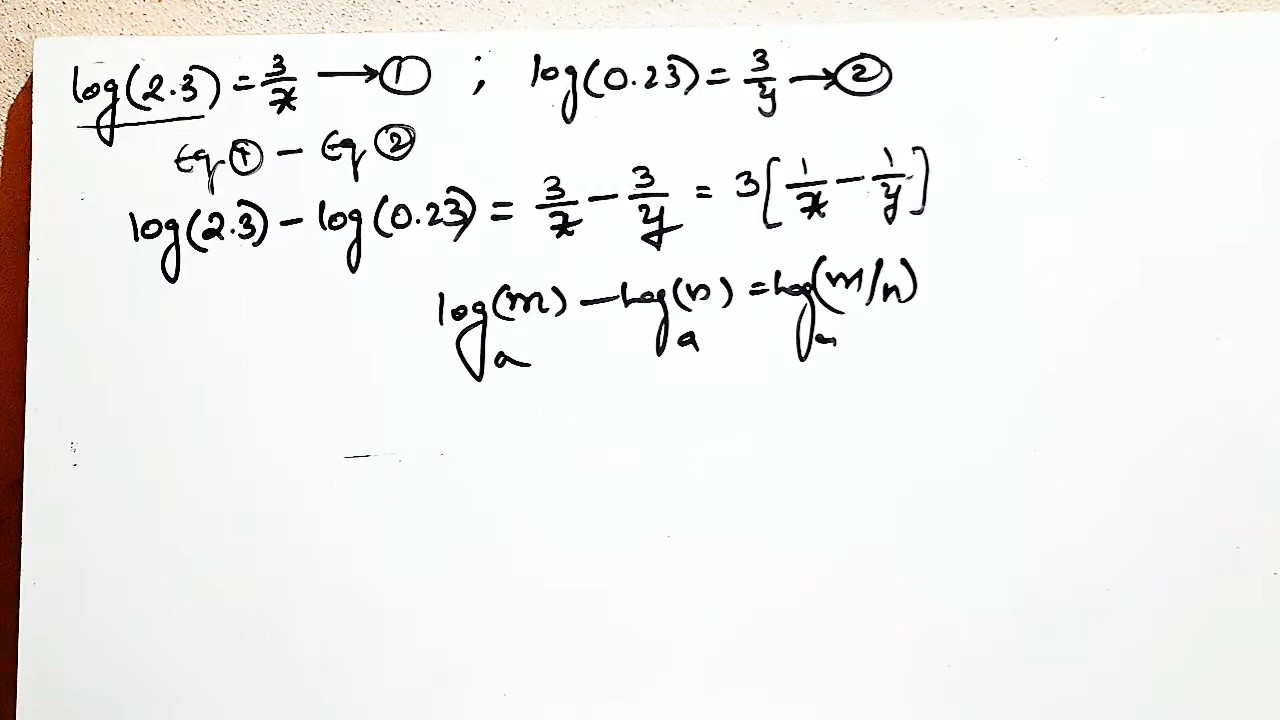 log(2.3) = 3/x → ① ; log(0.23) = 3/y → ②
Eq ① - Eq ②
log(2.3) - log(0.23) = 3/x - 3/y = 3[1/x - 1/y]
logₐ(m) - logₐ(n) = logₐ(m/n)